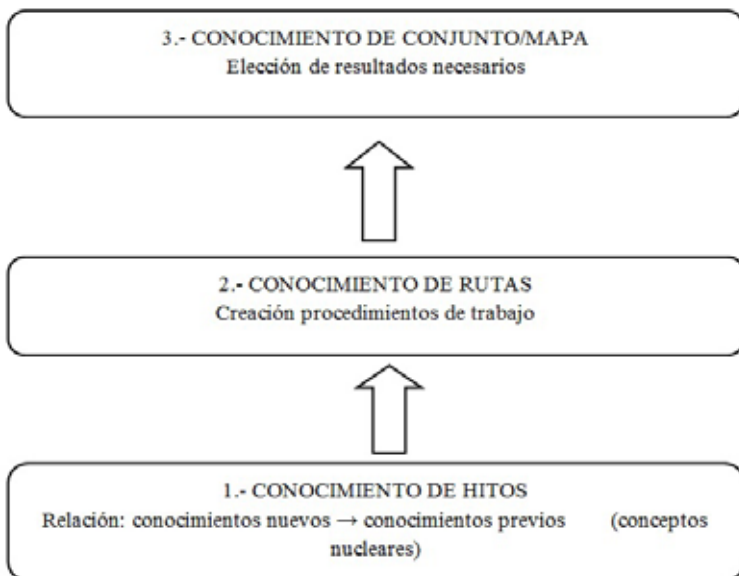 3.- CONOCIMIENTO DE CONJUNTO/MAPA
Elección de resultados necesarios
2.- CONOCIMIENTO DE RUTAS
Creación procedimientos de trabajo
1.- CONOCIMIENTO DE HITOS
Relación: conocimientos nuevos → conocimientos previos (conceptos
nucleares)